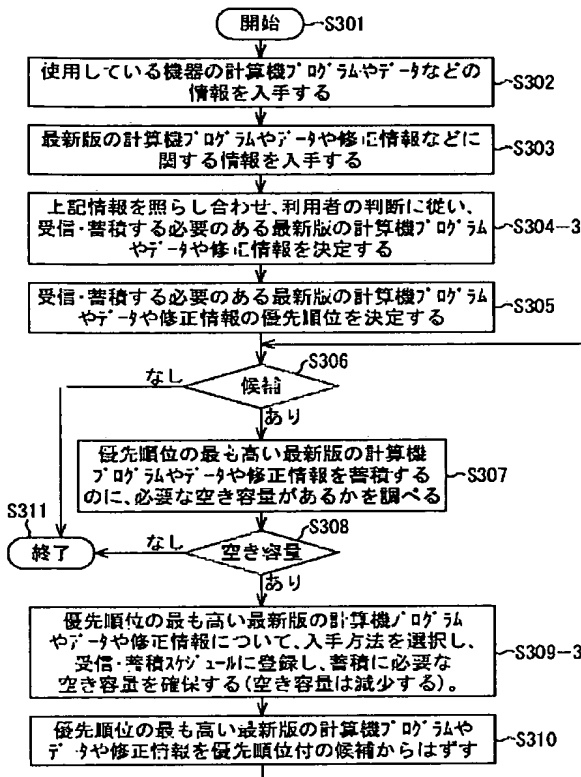 開始
S301
使用している機器の計算機プログラムやデータなどの
情報を入手する
S302
最新版の計算機プログラムやデータや修正情報などに
関する情報を入手する
S303
上記情報を照らし合わせ、利用者の判断に従い、
受信・蓄積する必要のある最新版の計算機プログラム
やデータや修正情報を決定する
S304-3
受信・蓄積する必要のある最新版の計算機プログラム
やデータや修正情報の優先順位を決定する
S305
S306
なし
候補
あり
優先順位の最も高い最新版の計算機
プログラムやデータや修正情報を蓄積する
のに、必要な空き容量があるかを調べる
S307
S311
終了
なし
S308
空き容量
あり
優先順位の最も高い最新版の計算機プログラム
やデータや修正情報について、入手方法を選択し、
受信・蓄積スケジュールに登録し、蓄積に必要な
空き容量を確保する(空き容量は減少する)。
S309-3
優先順位の最も高い最新版の計算機プログラムや
データや修正情報を優先順位付の候補からはずす
S310